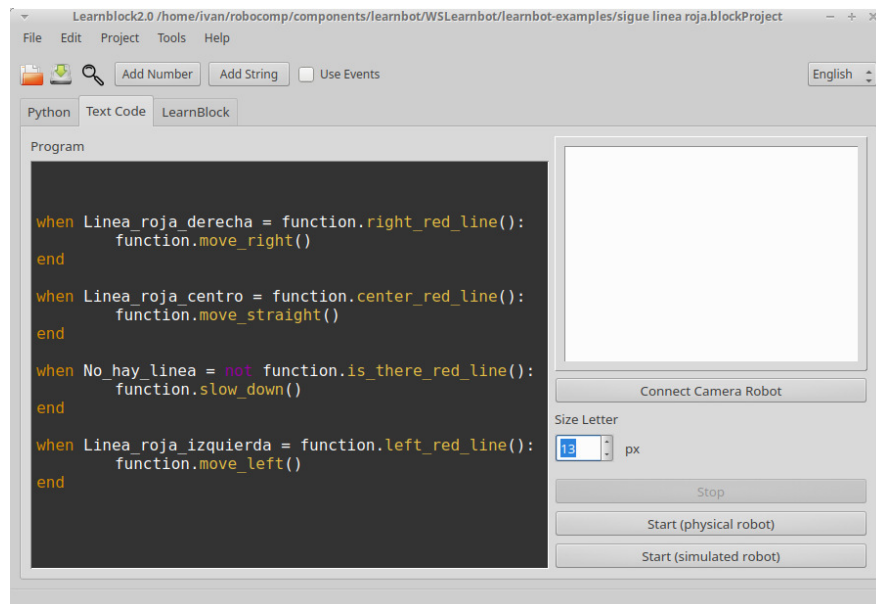 Learnblock2.0 /home/ivan/robocomp/components/learnbot/WSLearnbot/learnbot-examples/sigue linea roja.blockProject
File Edit Project Tools Help
Add Number Add String Use Events English
Python Text Code LearnBlock
Program
when Linea_roja_derecha = function.right_red_line():
function.move_right()
end
when Linea_roja_centro = function.center_red_line():
function.move_straight()
end
when No_hay_linea = not function.is_there_red_line():
function.slow_down()
end
when Linea_roja_izquierda = function.left_red_line():
function.move_left()
end
Connect Camera Robot
Size Letter
13 px
Stop
Start (physical robot)
Start (simulated robot)